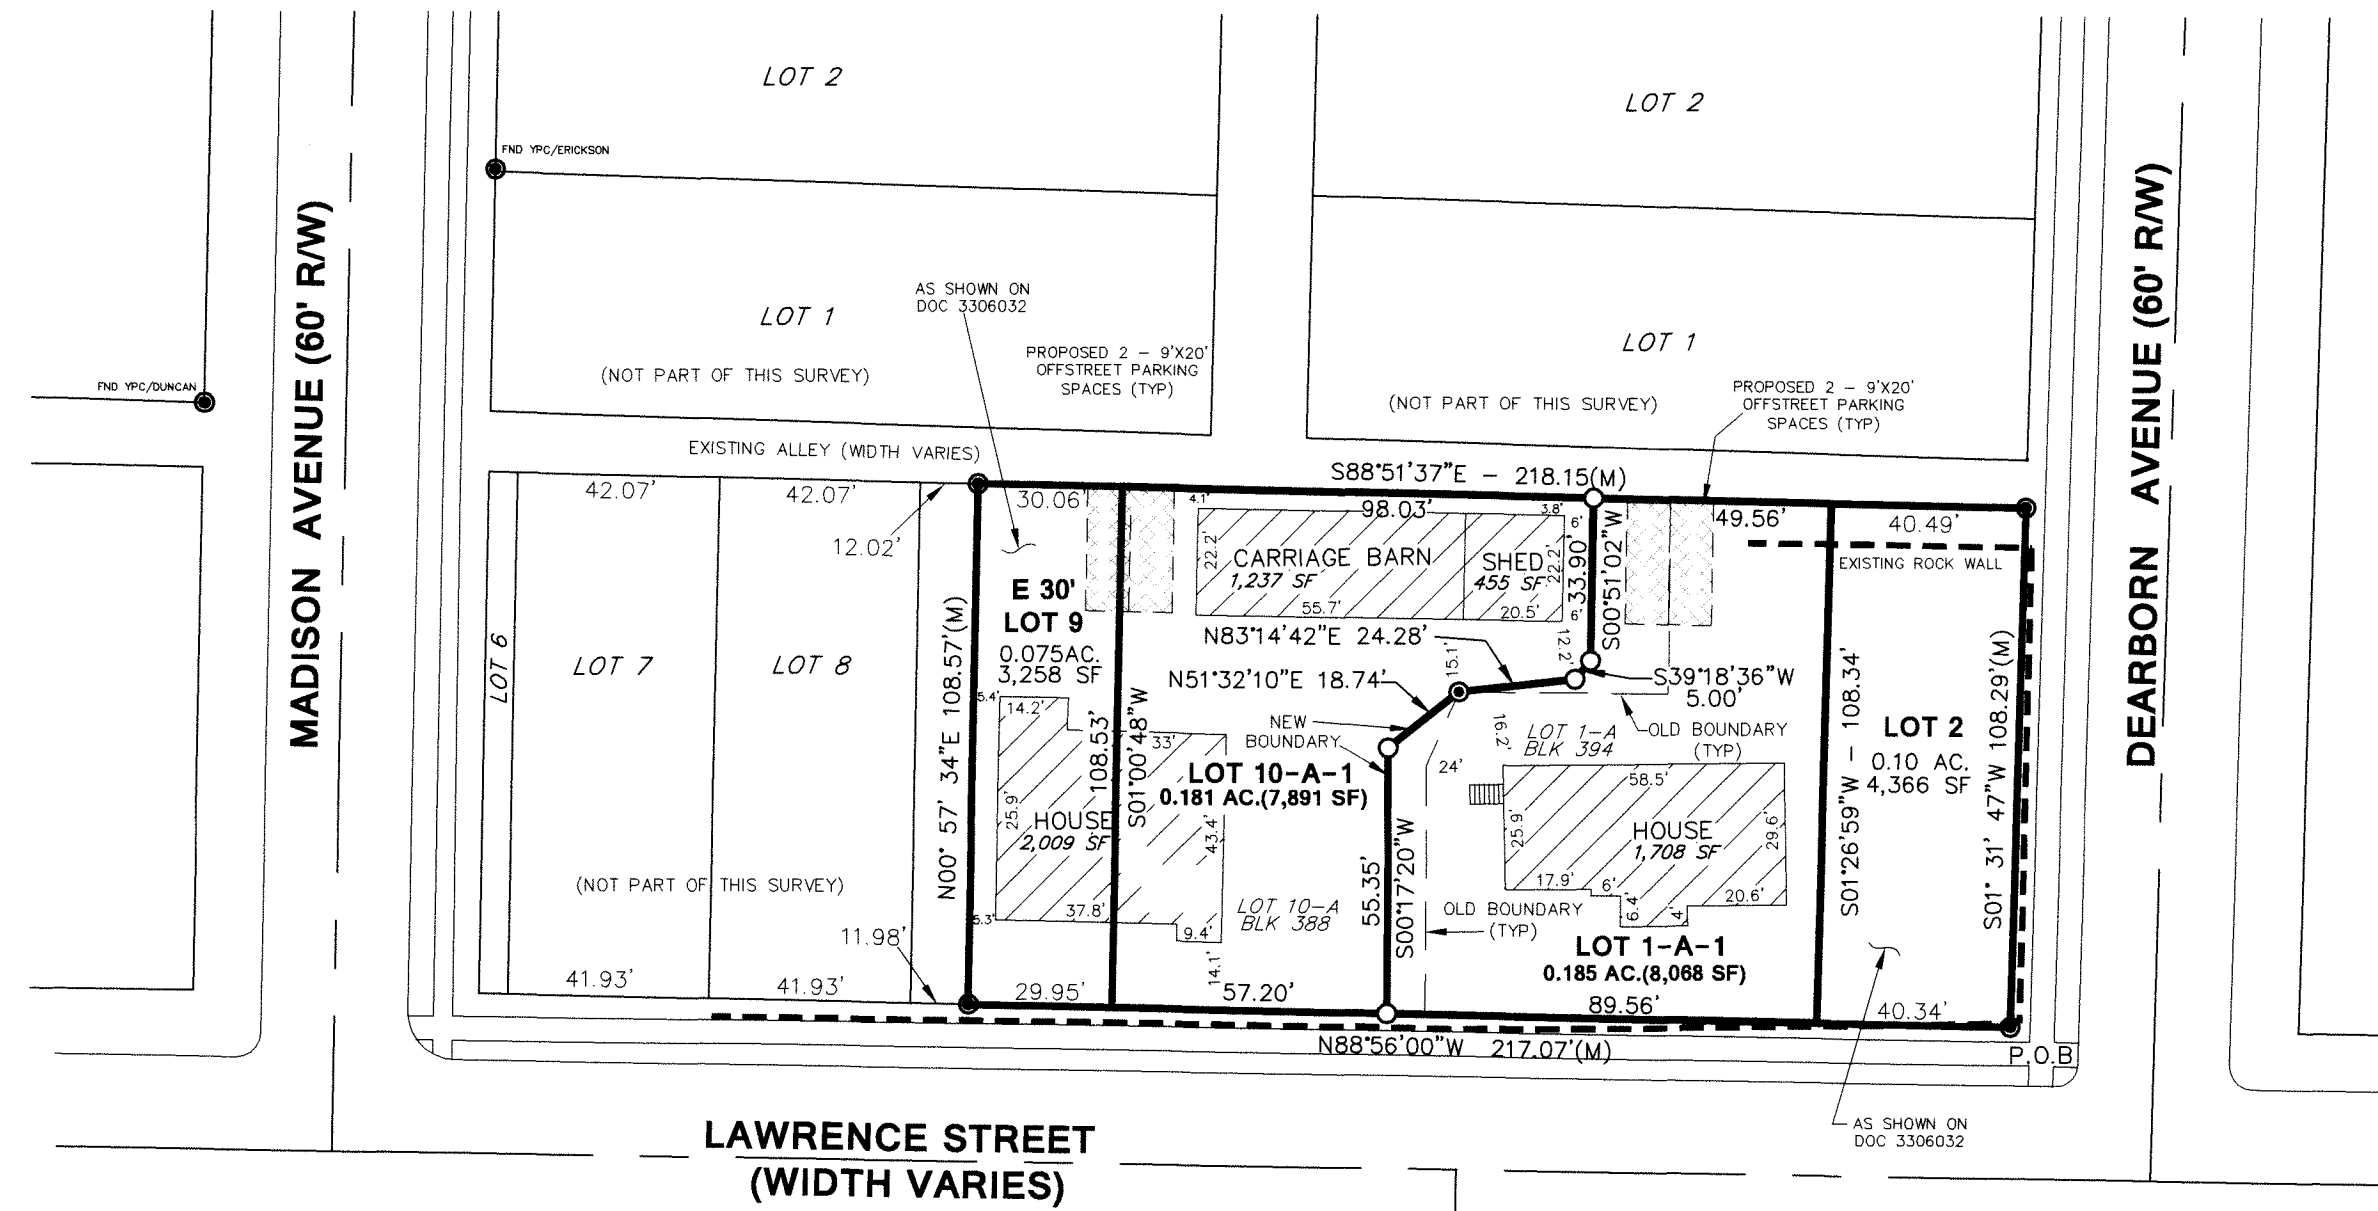 LOT 2
LOT 2
FND YPC/ERICKSON
MADISON AVENUE (60' R/W)
DEARBORN AVENUE (60' R/W)
AS SHOWN ON
DOC 3306032
LOT 1
LOT 1
PROPOSED 2 - 9'X20'
OFFSTREET PARKING
SPACES (TYP)
(NOT PART OF THIS SURVEY)
FND YPC/DUNCAN
PROPOSED 2 - 9'X20'
OFFSTREET PARKING
SPACES (TYP)
(NOT PART OF THIS SURVEY)
EXISTING ALLEY (WIDTH VARIES)
S88°51'37"E - 218.15(M)
42.07'
42.07'
30.06'
4.1'
98.03'
3.8'
6'
49.56'
40.49'
12.02'
22.2'
CARRIAGE BARN
1,237 SF
SHED
455 SF
22.2'
33.90'
S00°51'02"W
EXISTING ROCK WALL
E 30'
LOT 9
0.075AC.
3,258 SF
55.7'
20.5'
6'
N83°14'42"E 24.28'
15.1'
12.2'
N00° 57' 34"E 108.57'(M)
LOT 6
LOT 7
LOT 8
N51°32'10"E 18.74'
S39°18'36"W
5.00'
5.4'
14.2'
108.53'
S01°00'48"W
33'
NEW
BOUNDARY
16.2'
LOT 1-A
BLK 394
OLD BOUNDARY
(TYP)
S01°26'59"W - 108.34'
LOT 2
0.10 AC.
4,366 SF
S01° 31' 47"W 108.29'(M)
LOT 10-A-1
0.181 AC.(7,891 SF)
24'
58.5'
25.9'
HOUSE
2,009 SF
43.4'
25.9'
HOUSE
1,708 SF
29.6'
(NOT PART OF THIS SURVEY)
55.35'
S00°17'20"W
17.9'
6'
6.4'
4'
20.6'
5.3'
37.8'
LOT 10-A
BLK 388
9.4'
14.1'
OLD BOUNDARY
(TYP)
11.98'
LOT 1-A-1
0.185 AC.(8,068 SF)
41.93'
41.93'
29.95'
57.20'
89.56'
40.34'
N88°56'00"W 217.07'(M)
P.O.B
LAWRENCE STREET
(WIDTH VARIES)
AS SHOWN ON
DOC 3306032